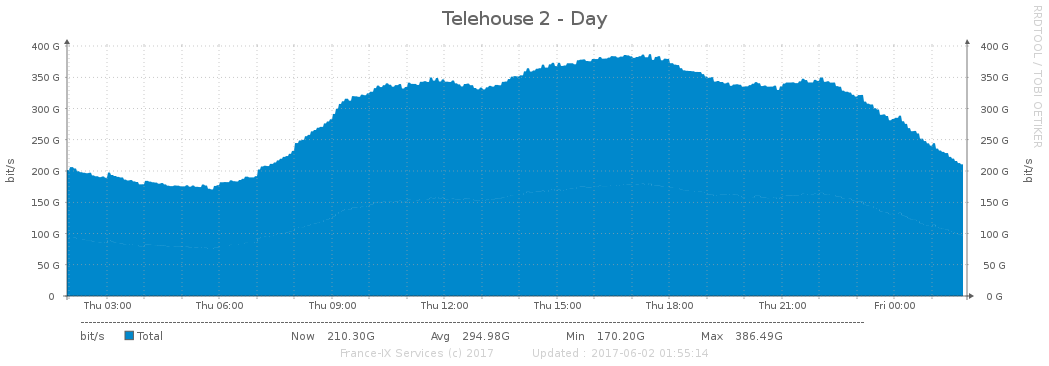 Telehouse 2 - Day
RRDTOOL / TOBI OETIKER
400 G 400 G
350 G 350 G
300 G 300 G
250 G 250 G
200 G 200 G
150 G 150 G
100 G 100 G
50 G 50 G
0 0 G
bit/s bit/s
Thu 03:00 Thu 06:00 Thu 09:00 Thu 12:00 Thu 15:00 Thu 18:00 Thu 21:00 Fri 00:00
bit/s Total Now 210.30G Avg 294.98G Min 170.20G Max 386.49G
France-IX Services (c) 2017 Updated : 2017-06-02 01:55:14